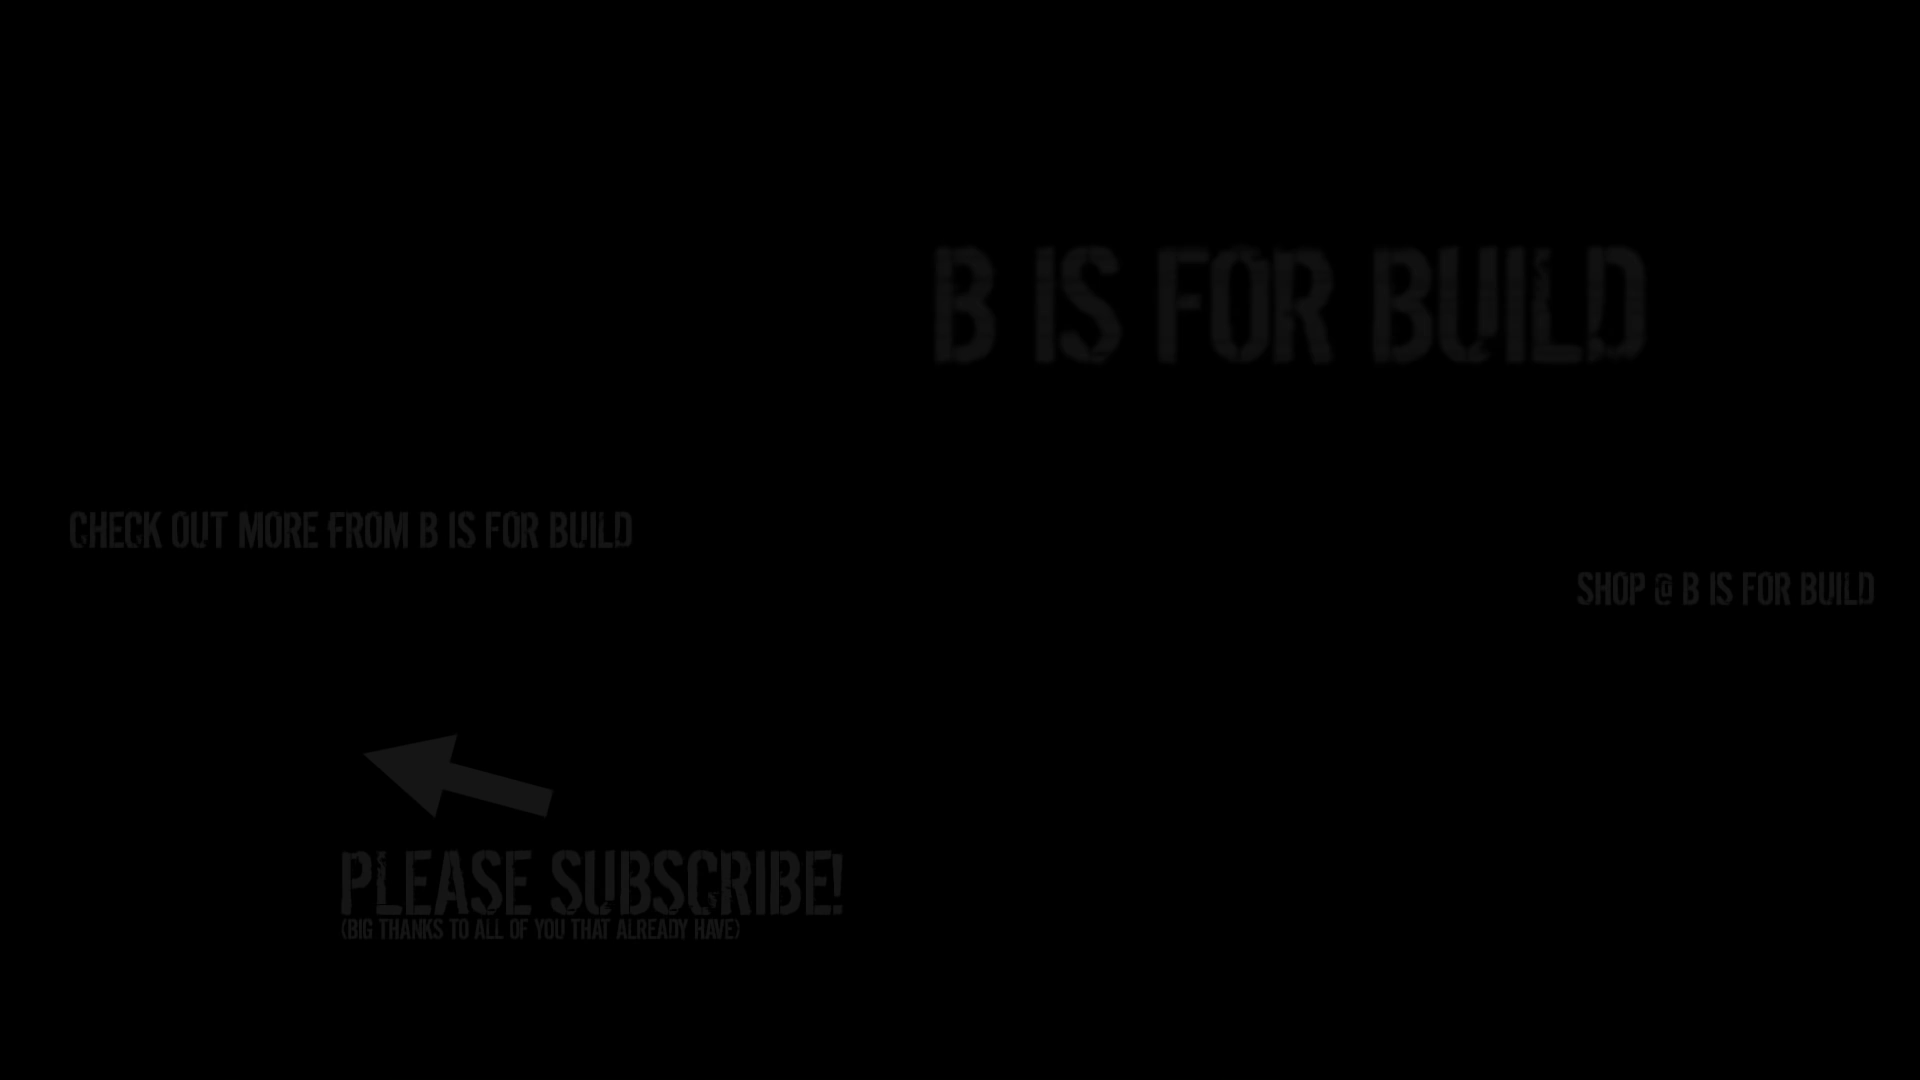 B IS FOR BUILD
CHECK OUT MORE FROM B IS FOR BUILD
SHOP @ B IS FOR BUILD
PLEASE SUBSCRIBE!
(BIG THANKS TO ALL OF YOU THAT ALREADY HAVE)